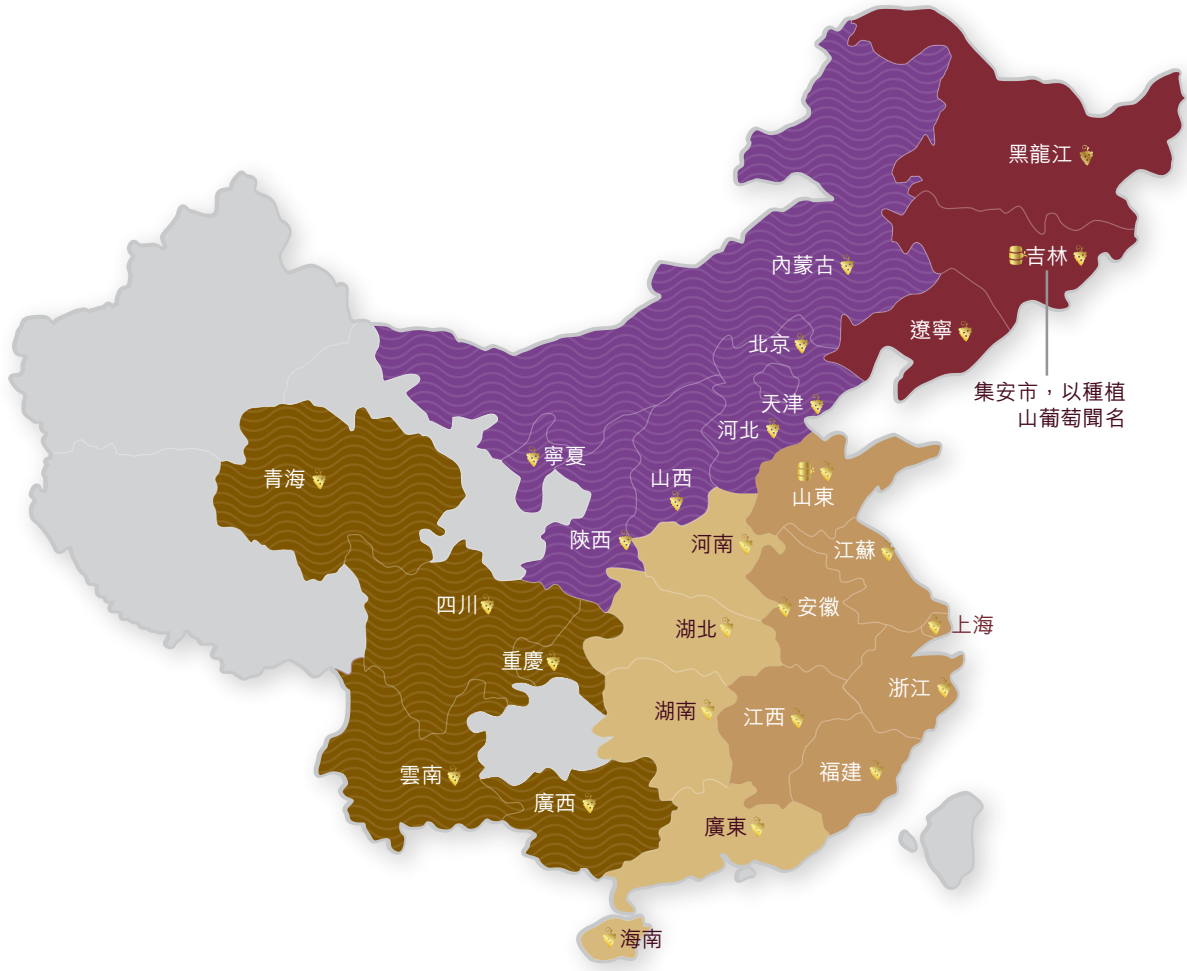 黑龍江
吉林
內蒙古
遼寧
北京
集安市，以種植
山葡萄聞名
天津
河北
寧夏
山西
青海
山東
陝西
河南
江蘇
四川
安徽
湖北
上海
重慶
浙江
湖南
江西
雲南
福建
廣西
廣東
海南